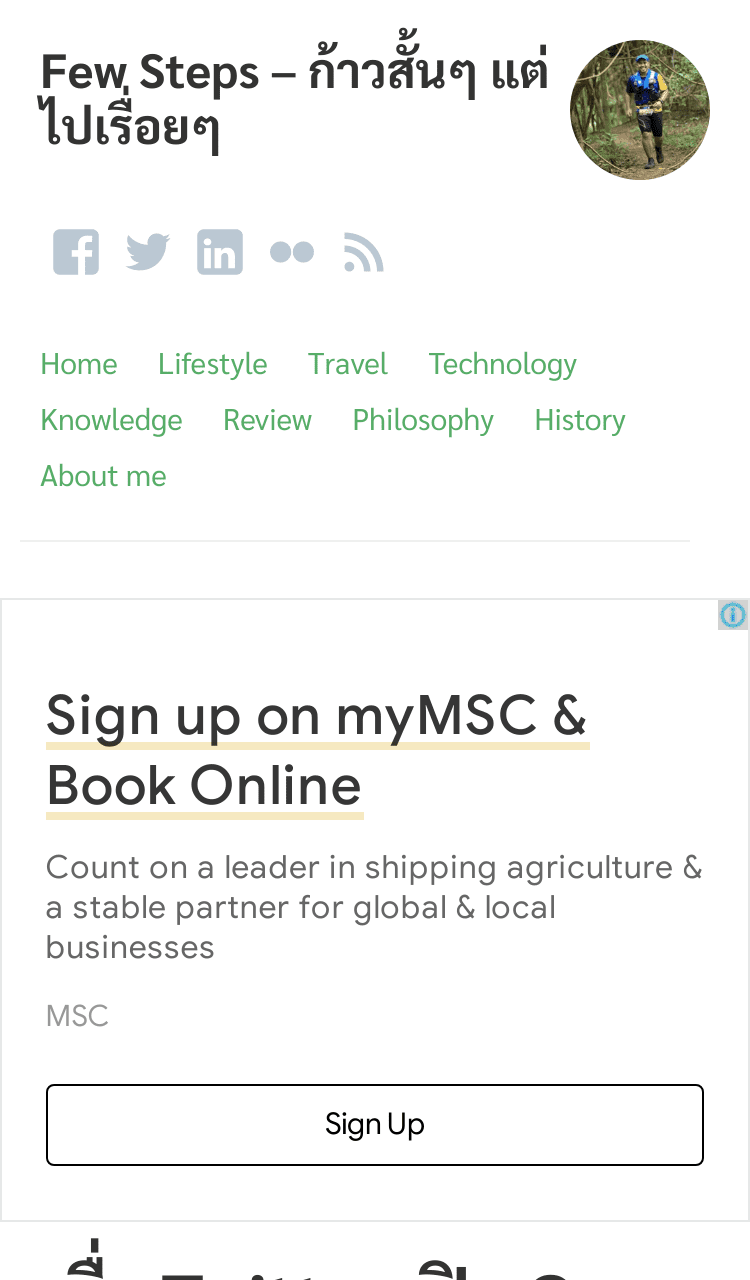 Few Steps – ก้าวสั้นๆ แต่
ไปเรื่อยๆ
Home Lifestyle Travel Technology
Knowledge Review Philosophy History
About me
Sign up on myMSC &
Book Online
Count on a leader in shipping agriculture &
a stable partner for global & local
businesses
MSC
Sign Up